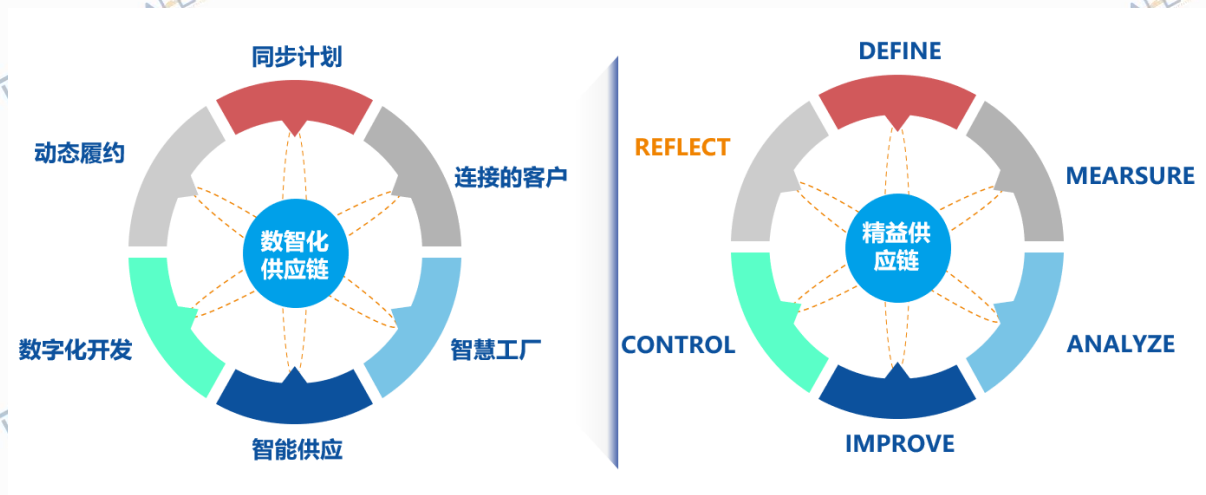 同步计划
动态履约
连接的客户
数智化
供应链
数字化开发
智慧工厂
智能供应
DEFINE
REFLECT
MEARSURE
精益供
应链
CONTROL
ANALYZE
IMPROVE